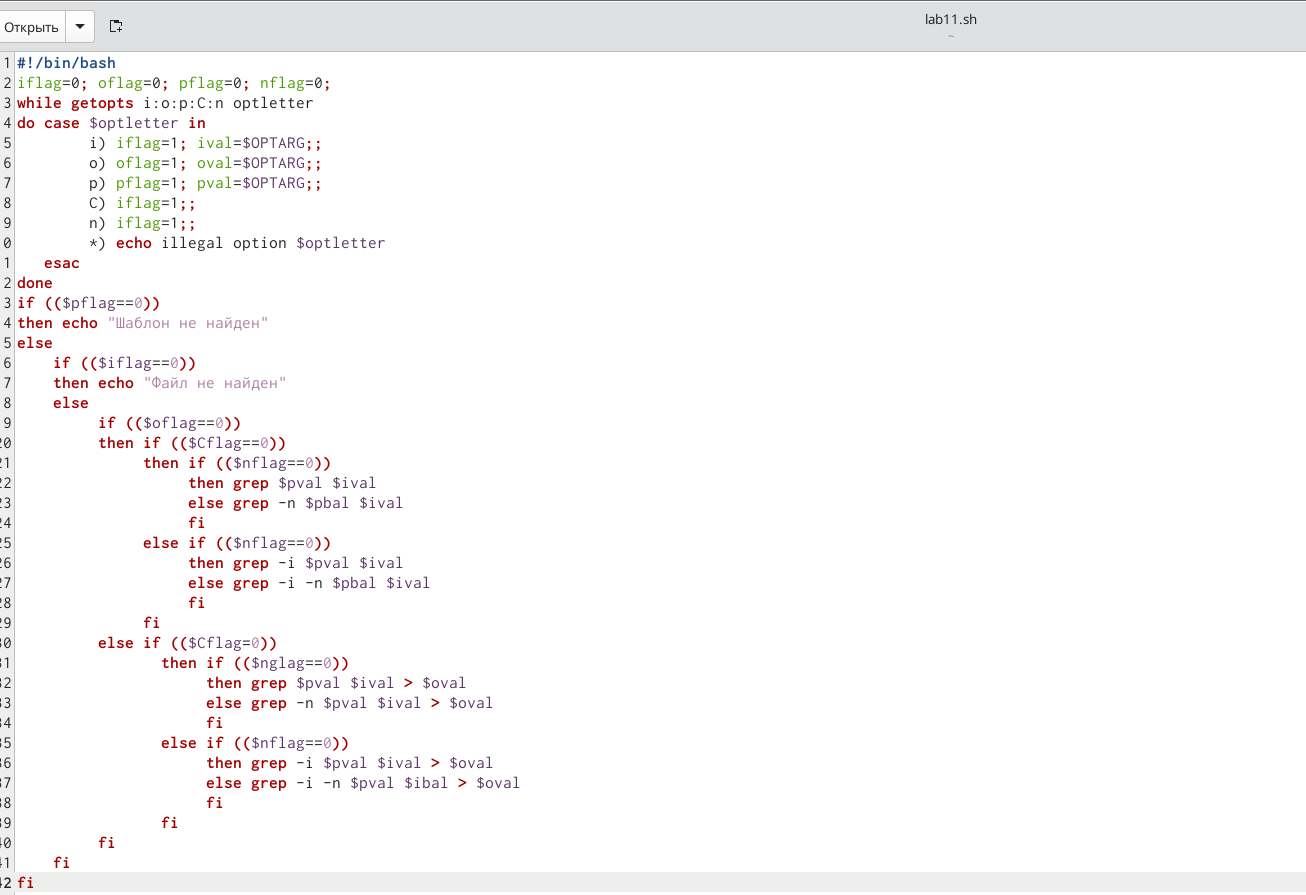 Открыть
lab11.sh
~
1 #!/bin/bash
2 iflag=0; oflag=0; pflag=0; nflag=0;
3 while getopts i:o:p:C:n optletter
4 do case $optletter in
5         i) iflag=1; ival=$OPTARG;;
6         o) oflag=1; oval=$OPTARG;;
7         p) pflag=1; pval=$OPTARG;;
8         C) iflag=1;;
9         n) iflag=1;;
0         *) echo illegal option $optletter
1    esac
2 done
3 if (($pflag==0))
4 then echo "Шаблон не найден"
5 else
6     if (($iflag==0))
7     then echo "Файл не найден"
8     else
9          if (($oflag==0))
20          then if (($Cflag==0))
21               then if (($nflag==0))
22                    then grep $pval $ival
23                    else grep -n $pbal $ival
24                    fi
25               else if (($nflag==0))
26                    then grep -i $pval $ival
27                    else grep -i -n $pbal $ival
28                    fi
29               fi
30          else if (($Cflag=0))
31                 then if (($nglag==0))
32                      then grep $pval $ival > $oval
33                      else grep -n $pval $ival > $oval
34                      fi
35                 else if (($nflag==0))
36                      then grep -i $pval $ival > $oval
37                      else grep -i -n $pval $ibal > $oval
38                      fi
39                 fi
40          fi
41     fi
42 fi